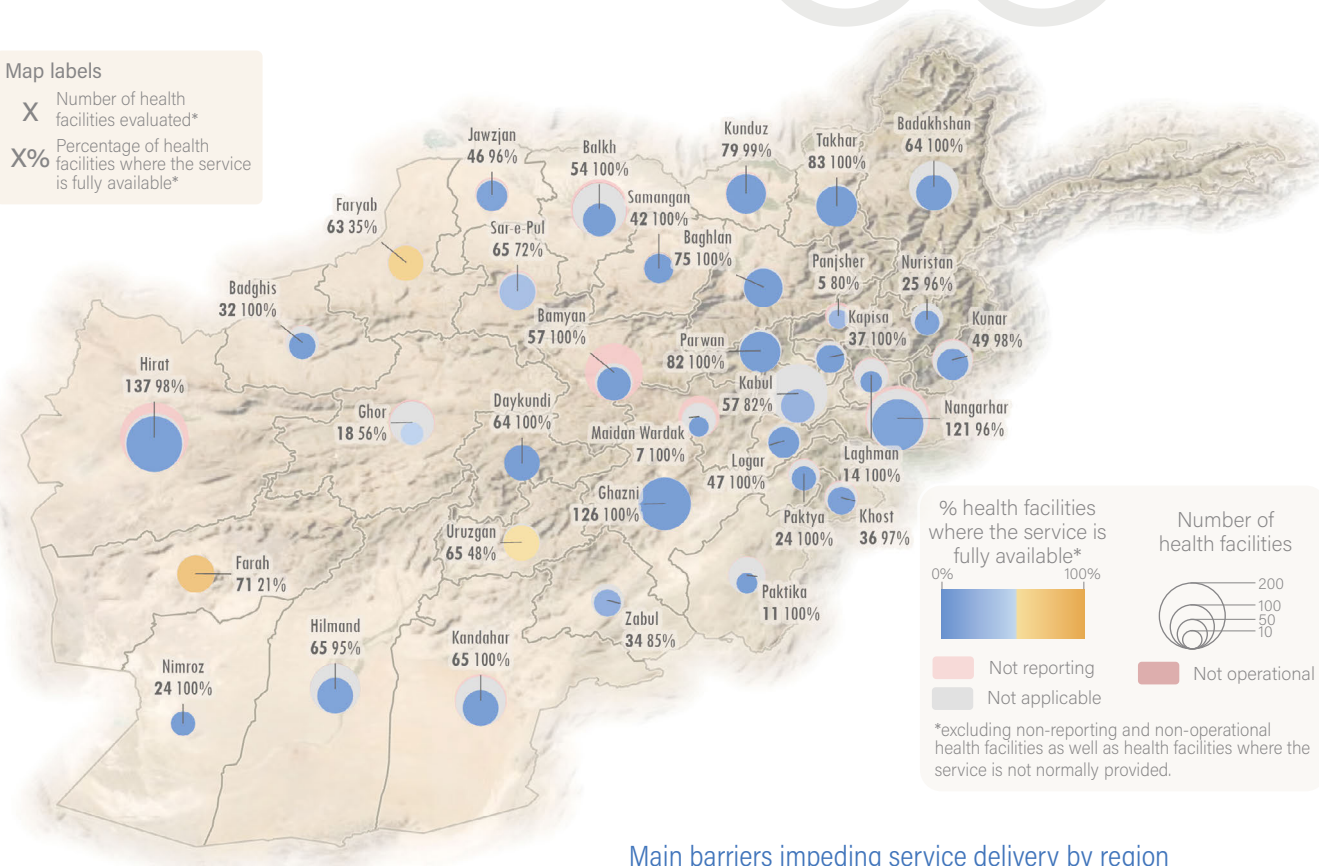 Map labels
X Number of health
facilities evaluated*
X% Percentage of health
facilities where the service
is fully available*
Jawzjan
46 96%
Balkh
54 100%
Kunduz
79 99%
Takhar
83 100%
Badakhshan
64 100%
Faryab
63 35%
Sar-e-Pul
65 72%
Samangan
42 100%
Baghlan
75 100%
Panjsher
5 80%
Nuristan
25 96%
Badghis
32 100%
Bamyan
57 100%
Parwan
82 100%
Kapisa
37 100%
Kunar
49 98%
Hirat
137 98%
Ghor
18 56%
Daykundi
64 100%
Kabul
57 82%
Maidan Wardak
7 100%
Nangarhar
121 96%
Logar
47 100%
Laghman
14 100%
Ghazni
126 100%
Paktya
24 100%
Khost
36 97%
Uruzgan
65 48%
Farah
71 21%
Zabul
34 85%
Paktika
11 100%
Hilmand
65 95%
Kandahar
65 100%
Nimroz
24 100%
% health facilities
where the service is
fully available*
0% 100%
Number of
health facilities
200
100
50
10
Not reporting
Not operational
Not applicable
*excluding non-reporting and non-operational
health facilities as well as health facilities where the
service is not normally provided.
Main barriers impeding service delivery by region